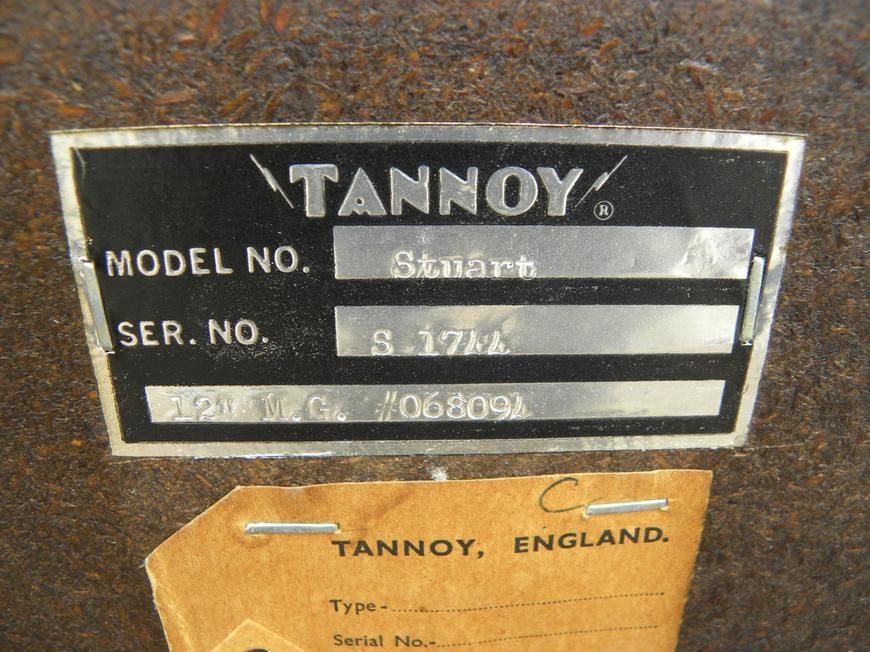 TANNOY ®
MODEL NO. Stuart
SER. NO. S 1744
12" M.G. #068094
C
TANNOY, ENGLAND.
Type-
Serial No.-